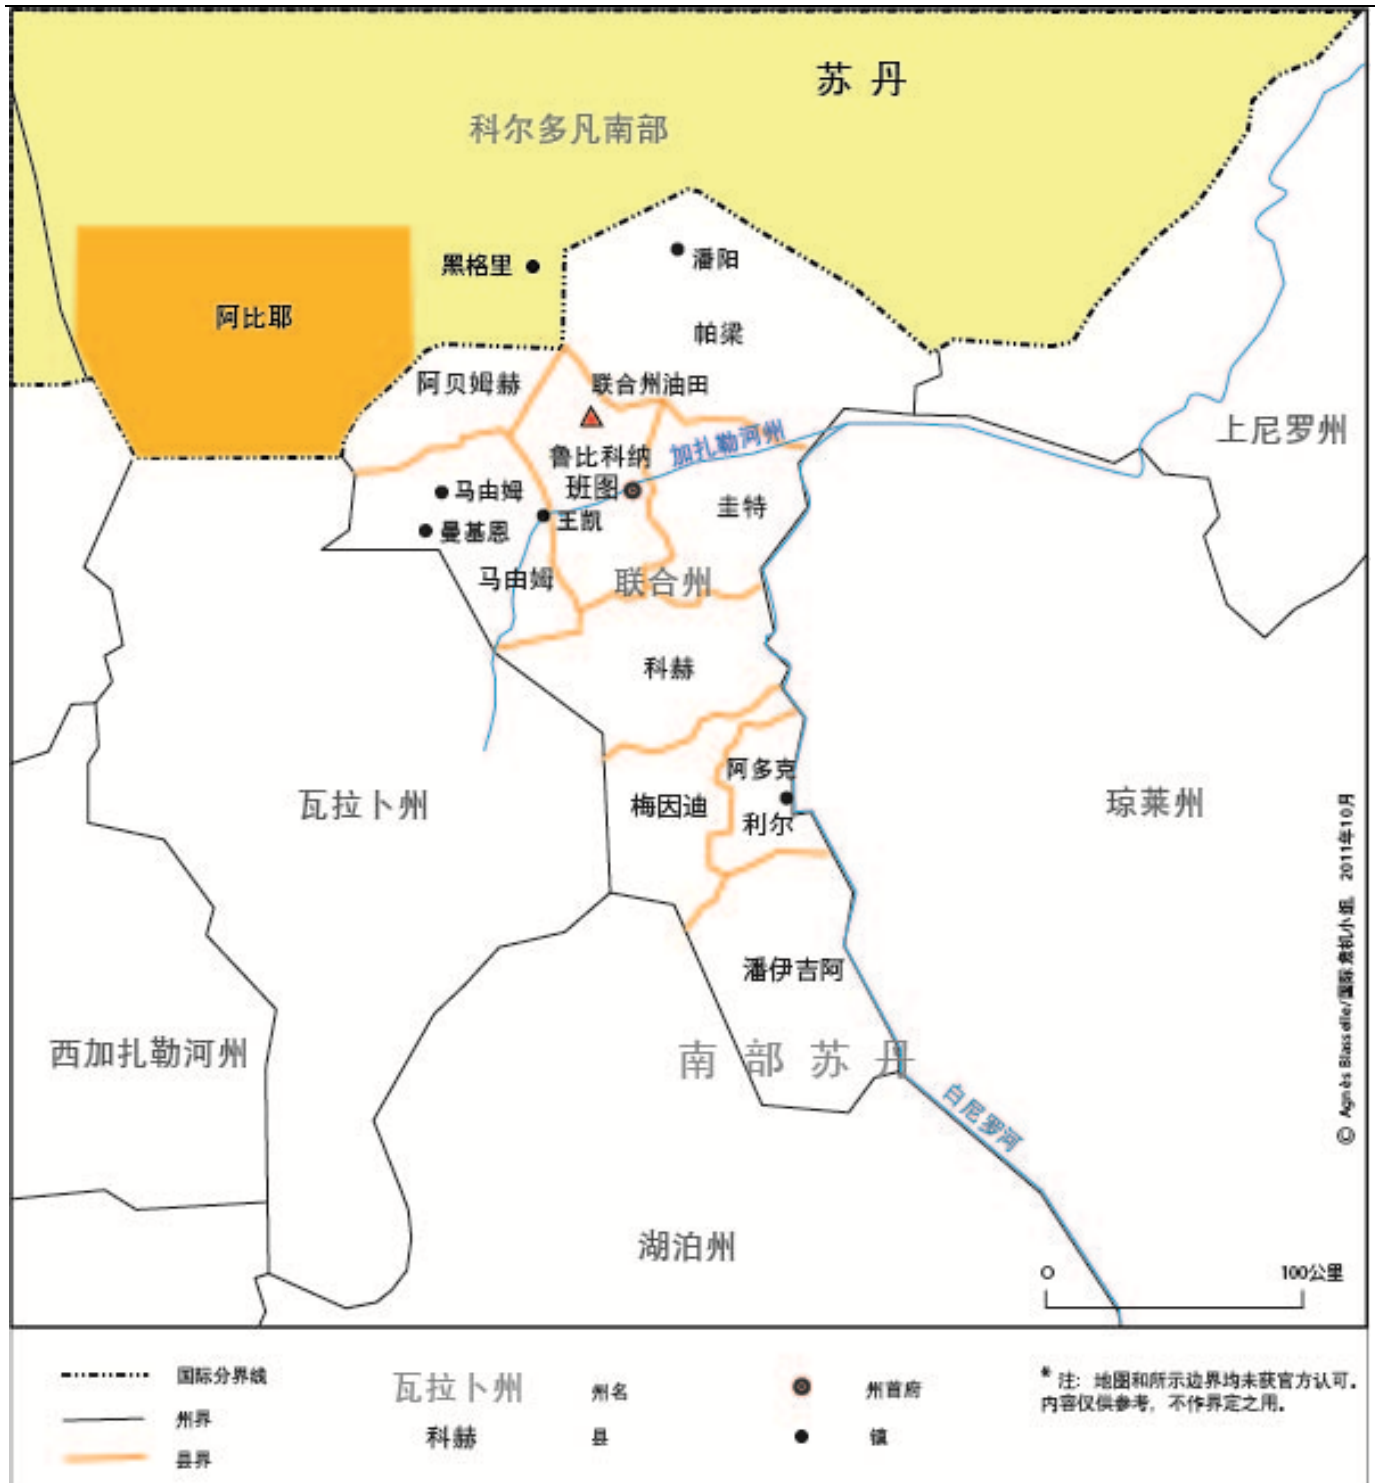 苏丹
科尔多凡南部
黑格里
潘阳
阿比耶
帕梁
阿贝姆赫
联合州油田
上尼罗州
加扎勒河州
鲁比科纳
班图
马由姆
圭特
王凯
曼基恩
马由姆
联合州
科赫
阿多克
瓦拉卜州
梅因迪
琼莱州
利尔
潘伊吉阿
西加扎勒河州
南部苏丹
白尼罗河
湖泊州
© Agnès Blasselle/国际危机小组, 2011年10月
0 100公里
国际分界线
州界
县界
瓦拉卜州 州名
科赫 县
州首府
镇
* 注：地图和所示边界均未获官方认可。
内容仅供参考，不作界定之用。